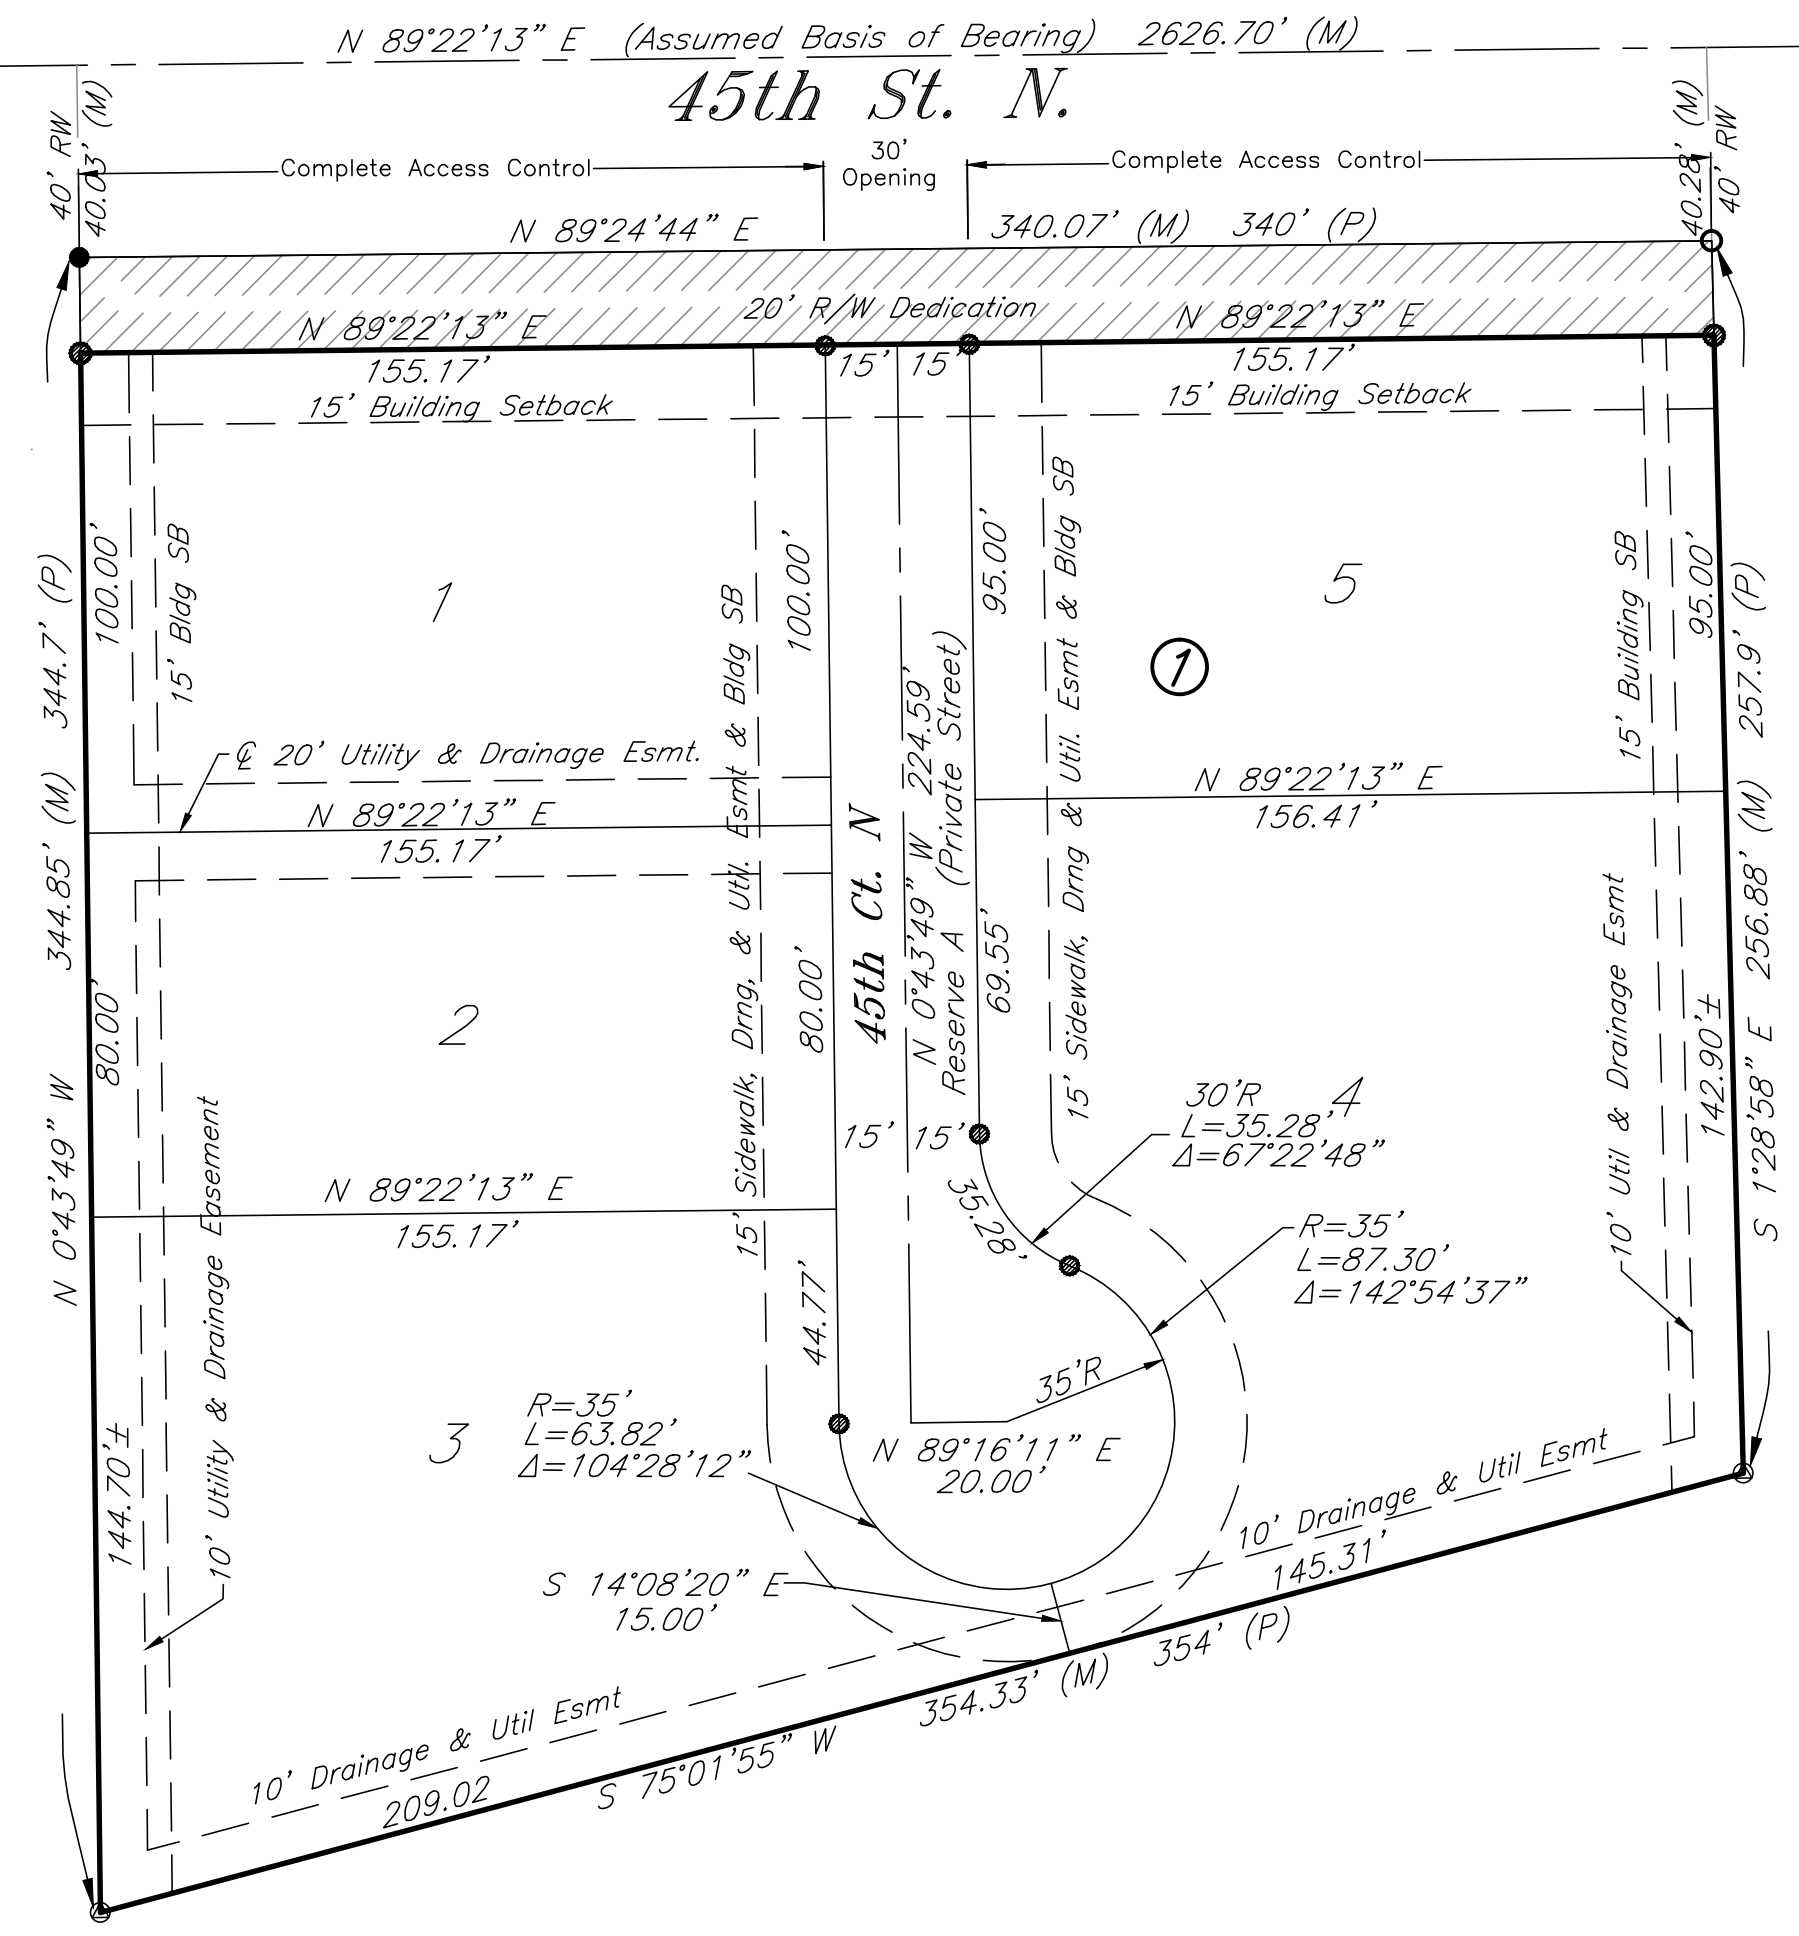 N 89°22'13" E (Assumed Basis of Bearing) 2626.70' (M)
45th St. N.
40' RW
40.03' (M)
Complete Access Control
30'
Opening
Complete Access Control
40.28' (M)
40' RW
N 89°24'44" E 340.07' (M) 340' (P)
20' R/W Dedication
N 89°22'13" E
N 89°22'13" E
155.17'
15' 15'
155.17'
15' Building Setback
15' Building Setback
344.7' (P)
100.00'
15' Bldg SB
1
100.00'
95.00'
5
1
15' Building SB
95.00'
257.9' (P)
℄ 20' Utility & Drainage Esmt.
N 89°22'13" E
155.17'
N 89°22'13" E
156.41'
15' Sidewalk, Drng, & Util. Esmt & Bldg SB
45th Ct. N
N 0°43'49" W 224.59'
Reserve A (Private Street)
15' Sidewalk, Drng & Util. Esmt & Bldg SB
344.85' (M)
80.00'
2
80.00'
69.55'
10' Util & Drainage Esmt
142.90'±
256.88' (M)
S 1°28'58" E
N 0°43'49" W
15' 15'
30'R
L=35.28'
Δ=67°22'48"
4
N 89°22'13" E
155.17'
35.28'
44.77'
R=35'
L=87.30'
Δ=142°54'37"
35'R
10' Utility & Drainage Easement
144.70'±
3
R=35'
L=63.82'
Δ=104°28'12"
N 89°16'11" E
20.00'
S 14°08'20" E
15.00'
10' Drainage & Util Esmt
145.31'
10' Drainage & Util Esmt
209.02
S 75°01'55" W 354.33' (M) 354' (P)